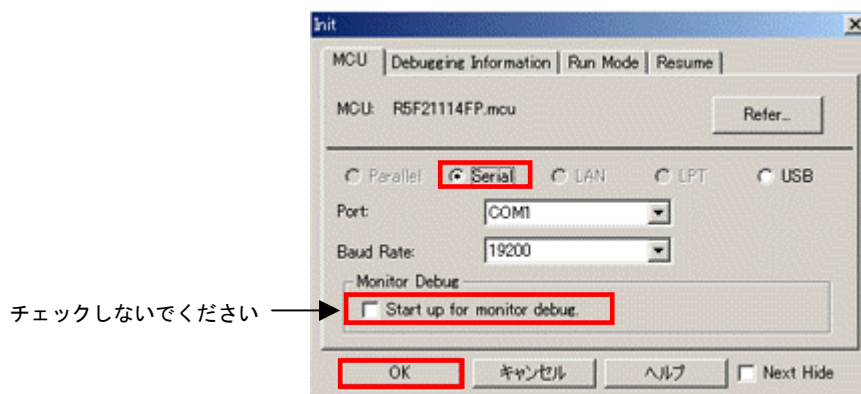 Init
MCU Debugging Information Run Mode Resume
MCU: R5F21114FP.mcu Refer...
Parallel Serial LAN LPT USB
Port: COM1
Baud Rate: 19200
Monitor Debug
チェックしないでください Start up for monitor debug.
OK キャンセル ヘルプ Next Hide